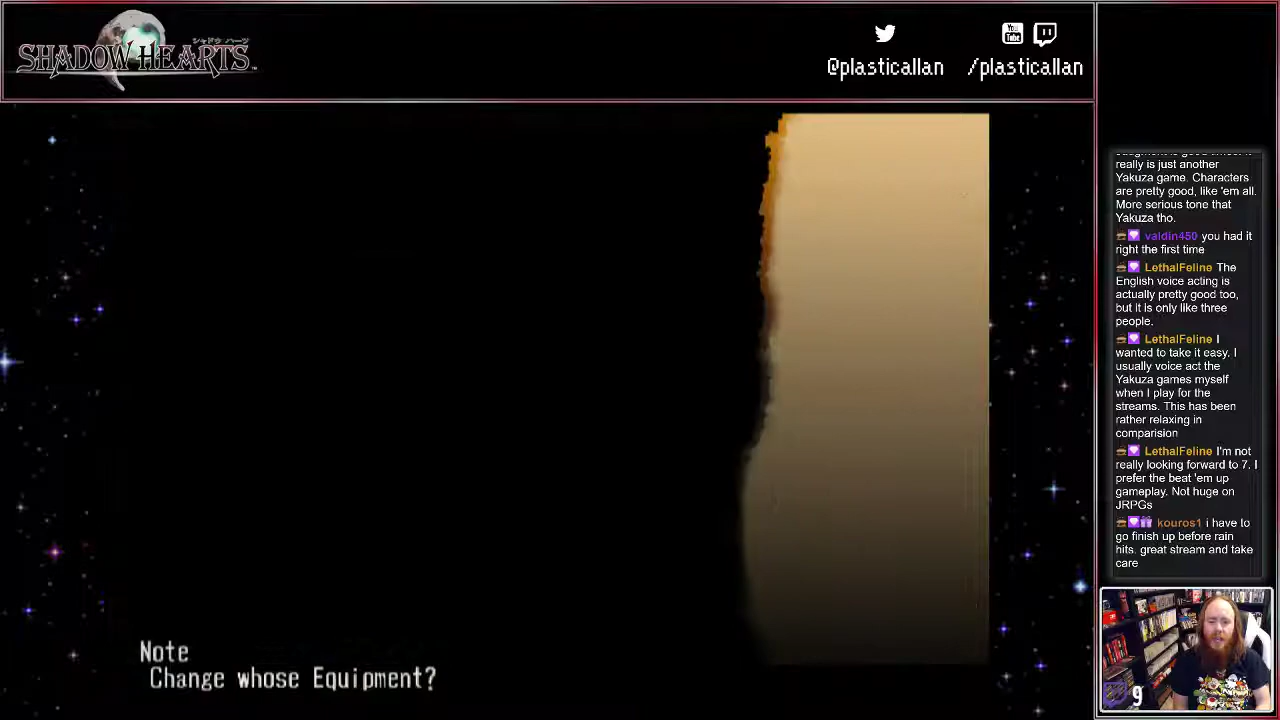 シャドウ ハーツ
SHADOW HEARTS™
@plasticallan
You Tube
/plasticallan
really is just another
Yakuza game. Characters
are pretty good, like 'em all.
More serious tone that
Yakuza tho.
valdin450 you had it
right the first time
LethalFeline The
English voice acting is
actually pretty good too,
but it is only like three
people.
LethalFeline I
wanted to take it easy. I
usually voice act the
Yakuza games myself
when I play for the
streams. This has been
rather relaxing in
comparision
LethalFeline I'm not
really looking forward to 7. I
prefer the beat 'em up
gameplay. Not huge on
JRPGs
kouros1 i have to
go finish up before rain
hits. great stream and take
care
Note
Change whose Equipment?
9